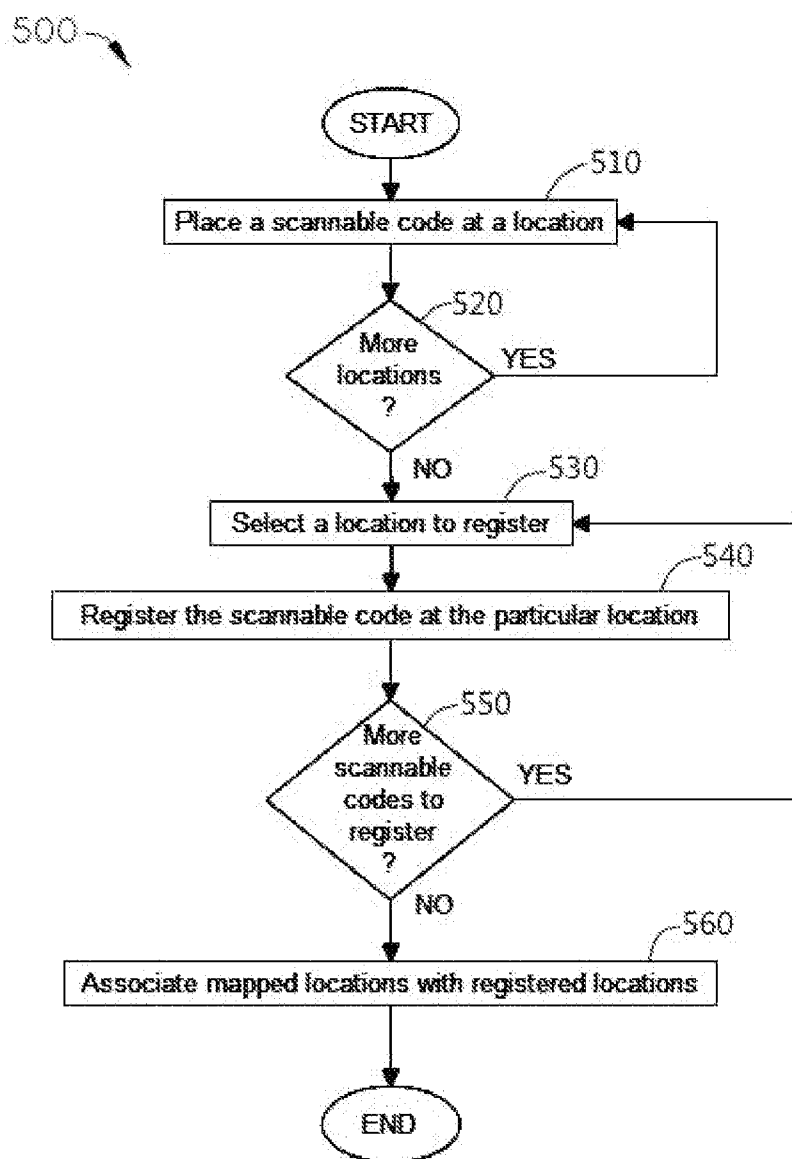 500
START
510
Place a scannable code at a location
520
More
locations
?
YES
NO
530
Select a location to register
540
Register the scannable code at the particular location
550
More
scannable
codes to
register
?
YES
NO
560
Associate mapped locations with registered locations
END